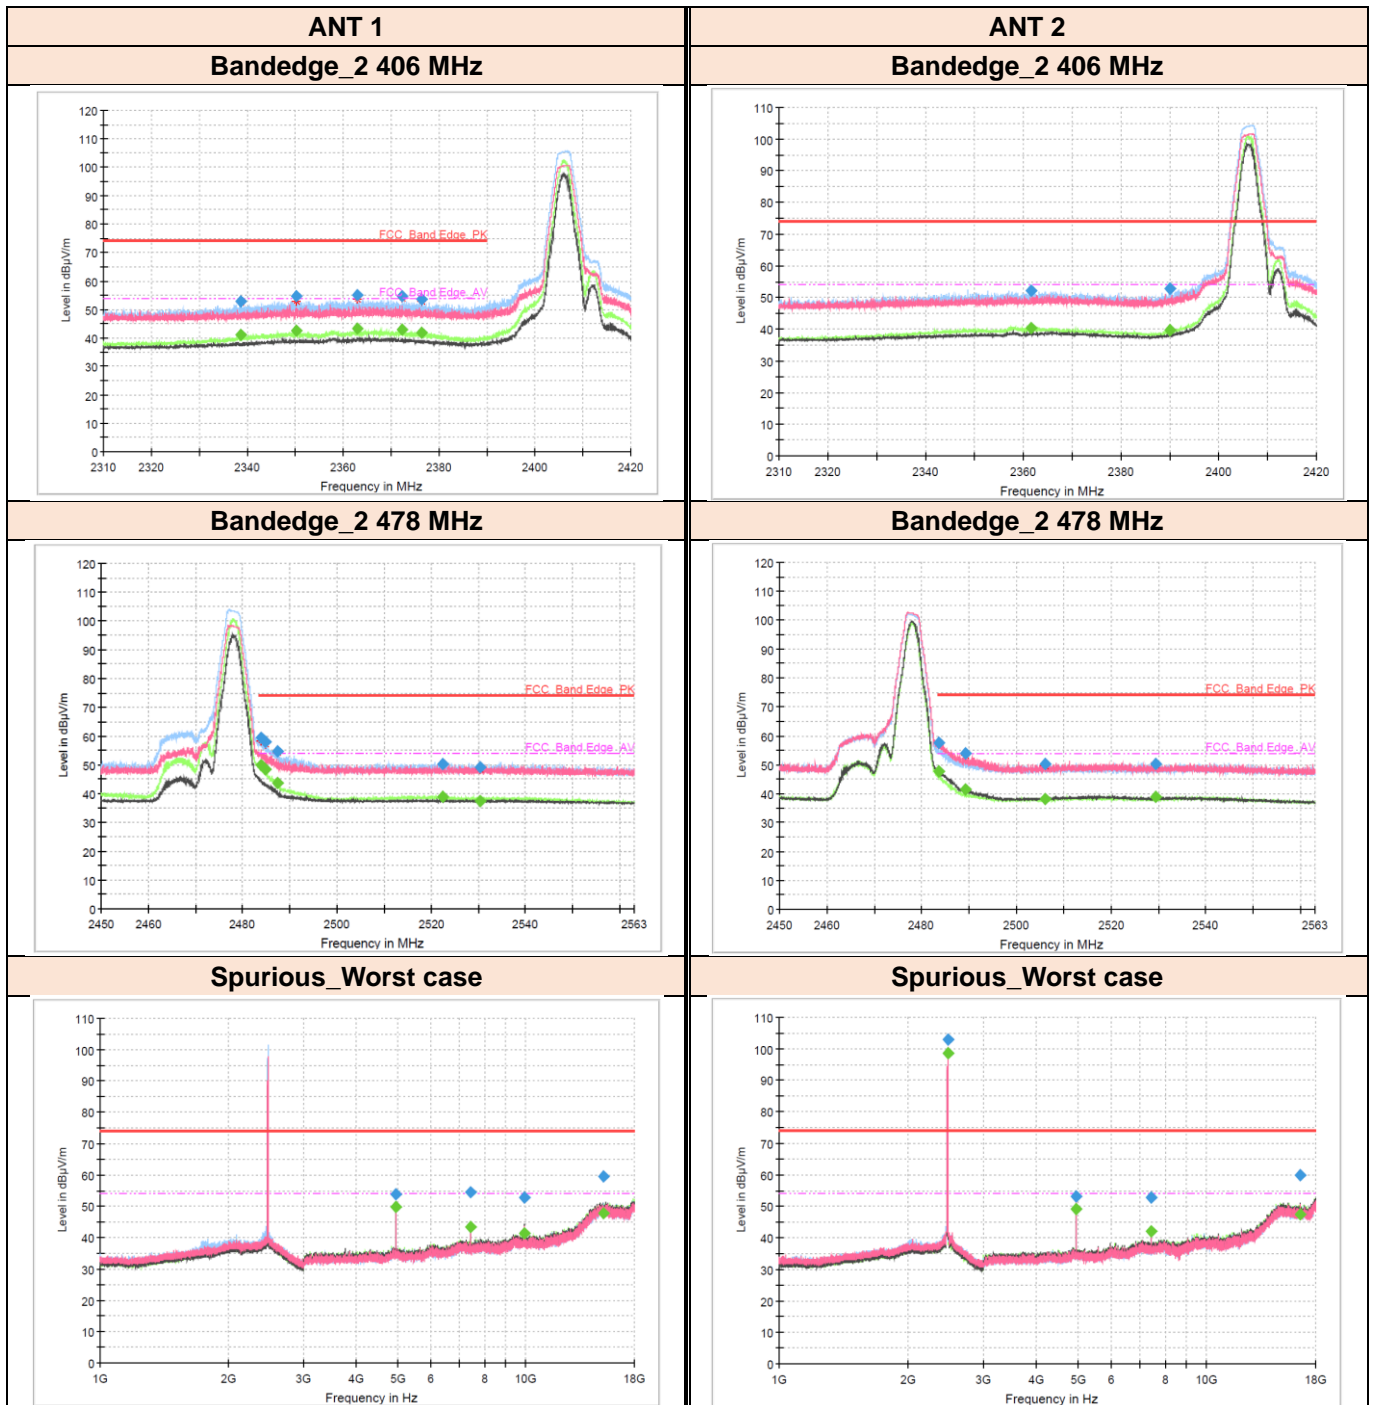 ANT 1
ANT 2
Bandedge_2 406 MHz
Bandedge_2 406 MHz
120
110
100
90
80
70
60
50
40
30
20
10
0
Level in dBµV/m
FCC_Band Edge_PK
FCC_Band Edge_AV
2310 2320 2340 2360 2380 2400 2420
Frequency in MHz
110
100
90
80
70
60
50
40
30
20
10
0
Level in dBµV/m
2310 2320 2340 2360 2380 2400 2420
Frequency in MHz
Bandedge_2 478 MHz
Bandedge_2 478 MHz
120
110
100
90
80
70
60
50
40
30
20
10
0
Level in dBµV/m
FCC_Band Edge_PK
FCC_Band Edge_AV
2450 2460 2480 2500 2520 2540 2563
Frequency in MHz
120
110
100
90
80
70
60
50
40
30
20
10
0
Level in dBµV/m
FCC_Band Edge_PK
FCC_Band Edge_AV
2450 2460 2480 2500 2520 2540 2563
Frequency in MHz
Spurious_Worst case
Spurious_Worst case
110
100
90
80
70
60
50
40
30
20
10
0
Level in dBµV/m
1G 2G 3G 4G 5G 6 8 10G 18G
Frequency in Hz
110
100
90
80
70
60
50
40
30
20
10
0
Level in dBµV/m
1G 2G 3G 4G 5G 6 8 10G 18G
Frequency in Hz